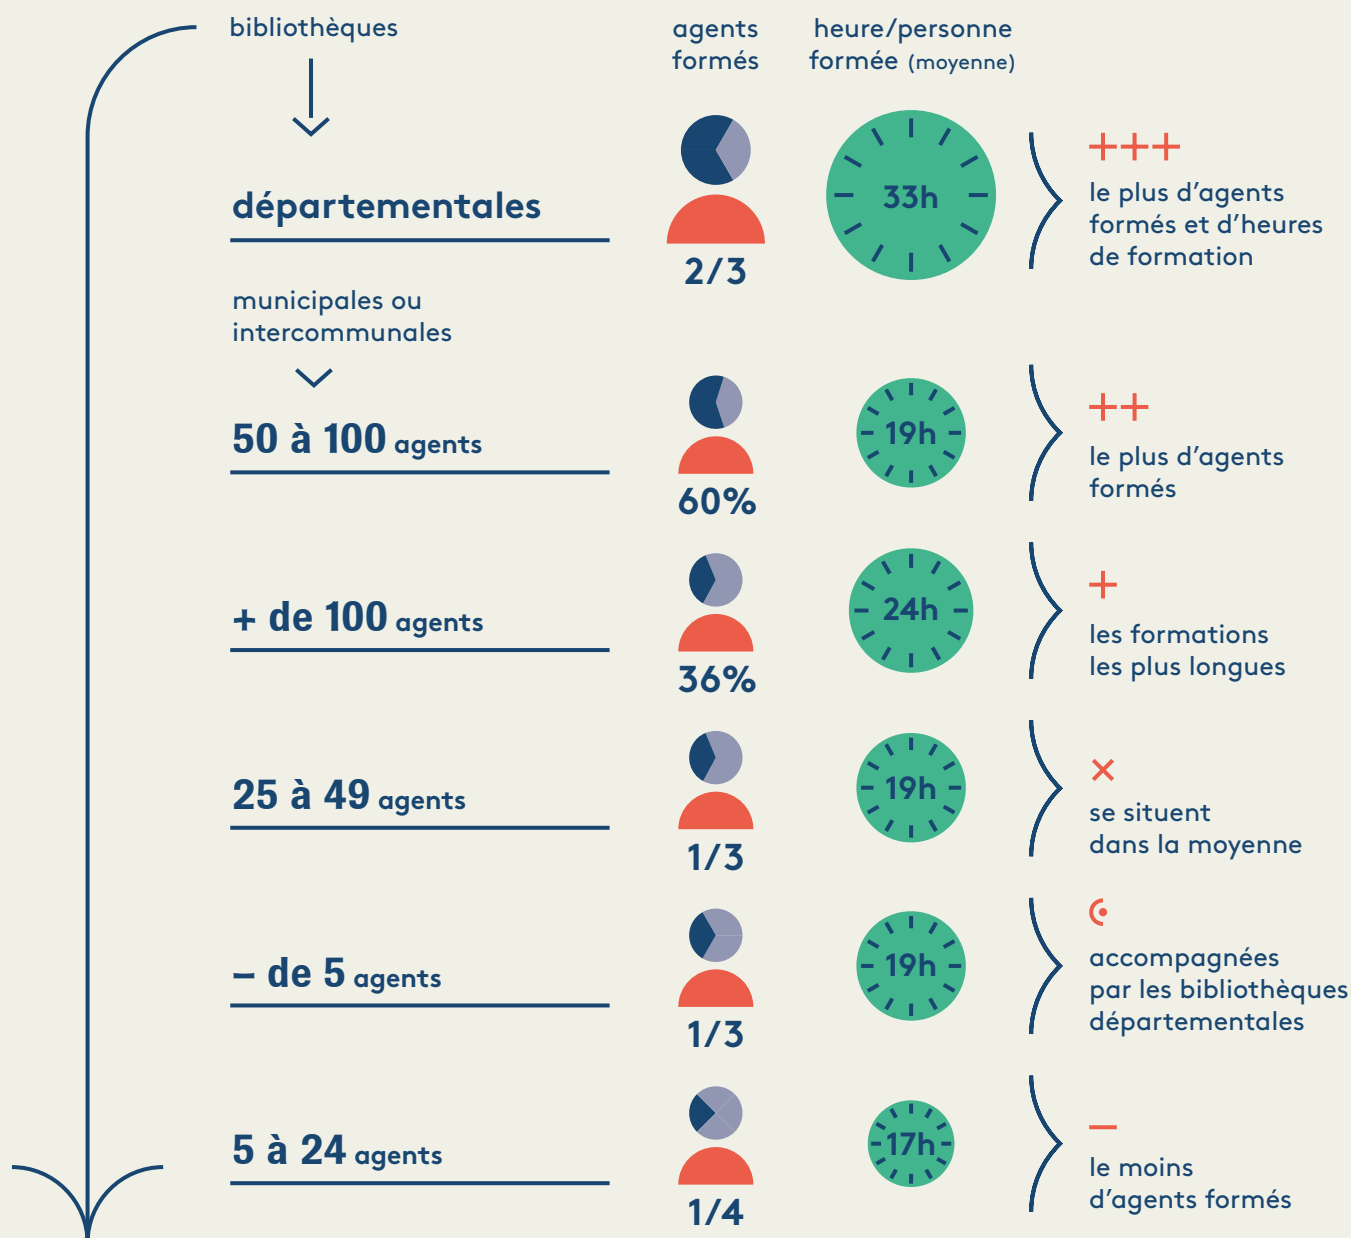 bibliothèques
agents
formés
heure/personne
formée (moyenne)
départementales
2/3
33h
+++
le plus d'agents
formés et d'heures
de formation
municipales ou
intercommunales
50 à 100 agents
60%
19h
++
le plus d'agents
formés
+ de 100 agents
36%
24h
+
les formations
les plus longues
25 à 49 agents
1/3
19h
×
se situent
dans la moyenne
– de 5 agents
1/3
19h
accompagnées
par les bibliothèques
départementales
5 à 24 agents
1/4
17h
–
le moins
d'agents formés